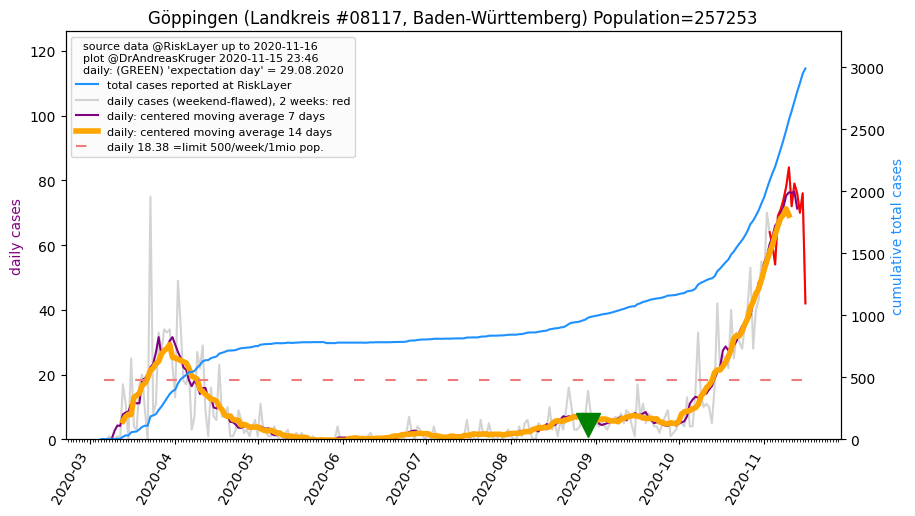 Göppingen (Landkreis #08117, Baden-Württemberg) Population=257253
source data @RiskLayer up to 2020-11-16
plot @DrAndreasKruger 2020-11-15 23:46
daily: (GREEN) 'expectation day' = 29.08.2020
total cases reported at RiskLayer
daily cases (weekend-flawed), 2 weeks: red
daily: centered moving average 7 days
daily: centered moving average 14 days
daily 18.38 =limit 500/week/1mio pop.
daily cases
120
100
80
60
40
20
0
cumulative total cases
3000
2500
2000
1500
1000
500
0
2020-03
2020-04
2020-05
2020-06
2020-07
2020-08
2020-09
2020-10
2020-11